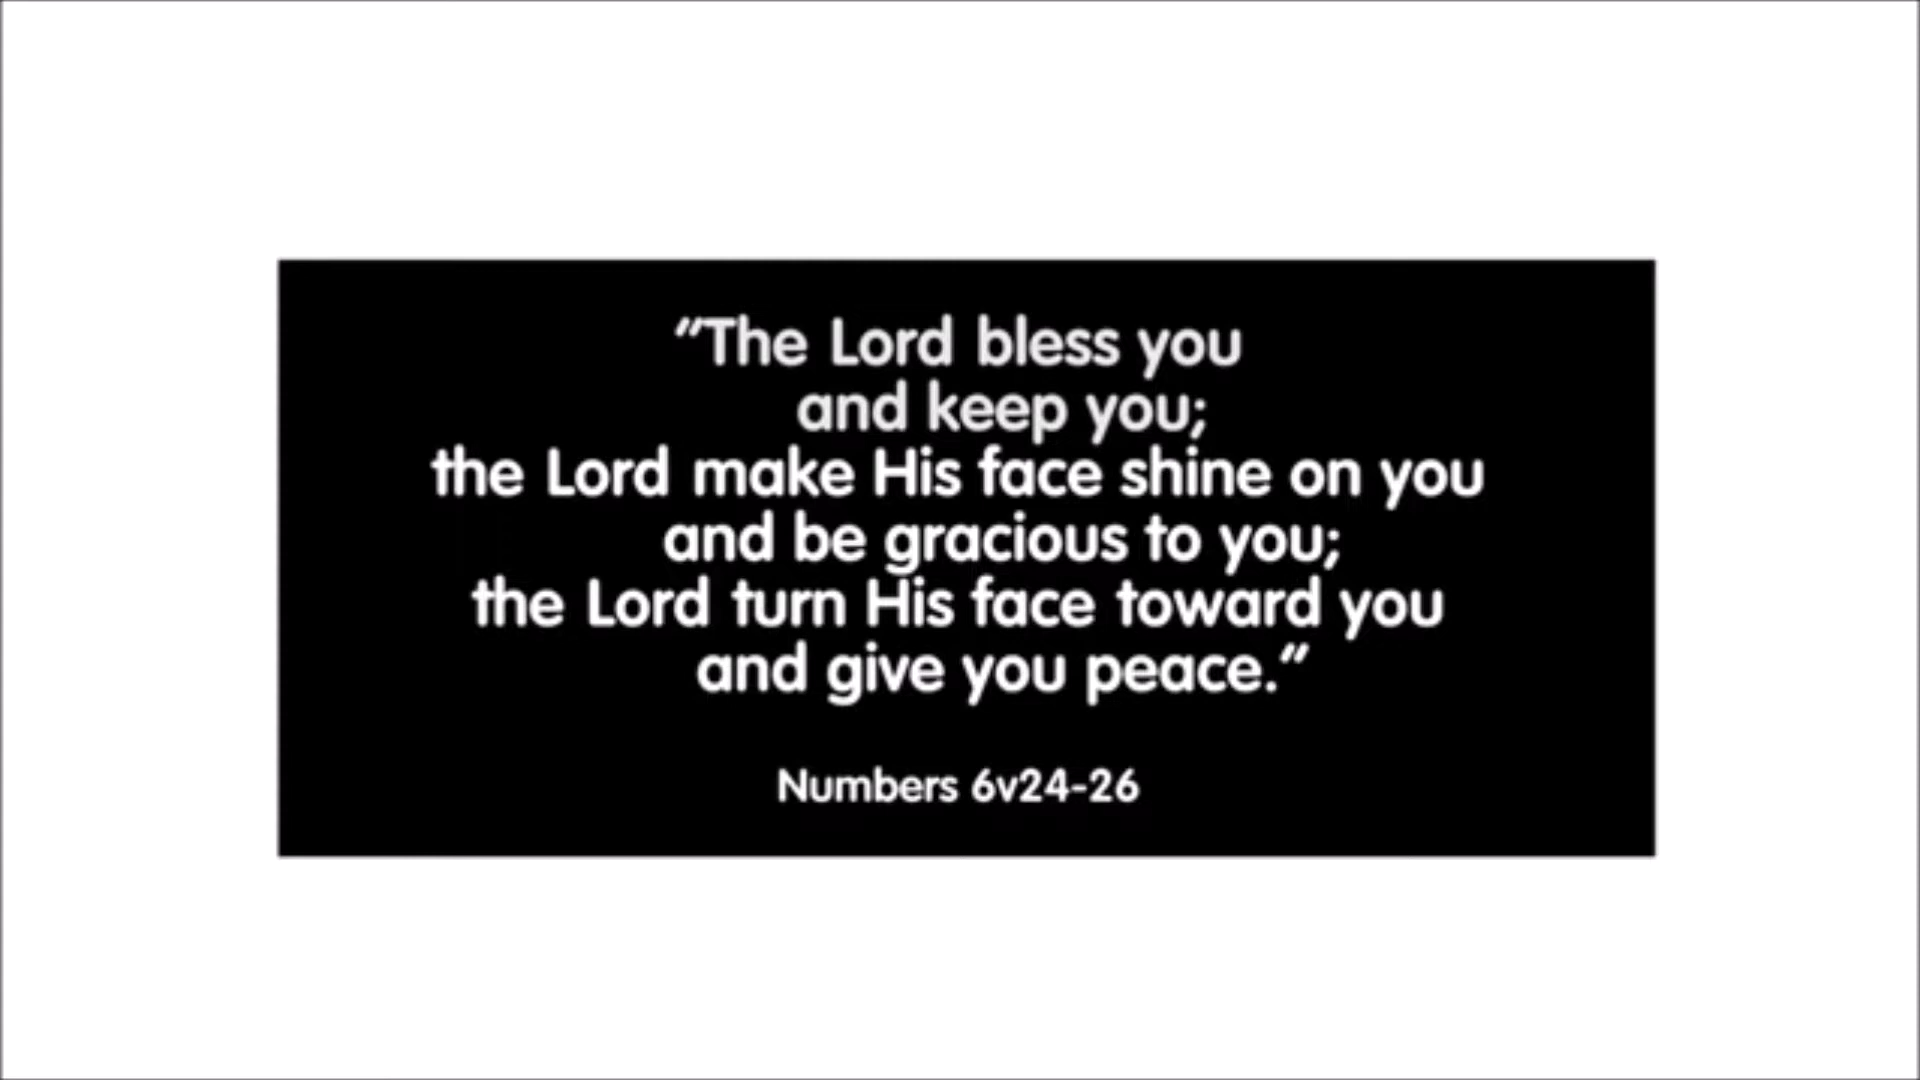 “The Lord bless you
and keep you;
the Lord make His face shine on you
and be gracious to you;
the Lord turn His face toward you
and give you peace.”
Numbers 6v24-26